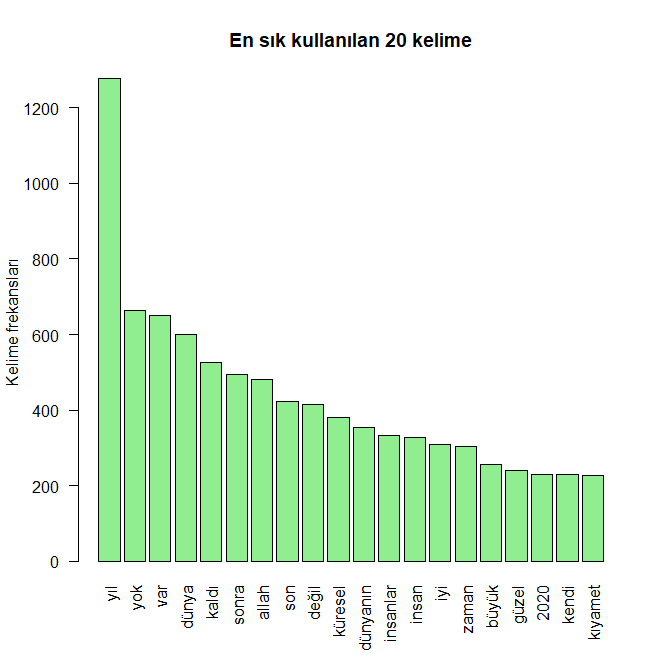 En sık kullanılan 20 kelime
Kelime frekansları
1200
1000
800
600
400
200
0
yıl
yok
var
dünya
kaldı
sonra
allah
son
değil
küresel
dünyanın
insanlar
insan
iyi
zaman
büyük
güzel
2020
kendi
kıyamet